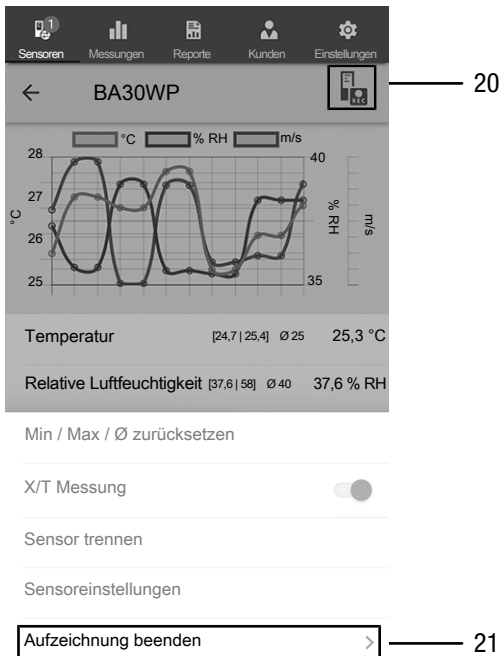 1
Sensoren Messungen Reporte Kunden Einstellungen
BA30WP
REC
20
°C % RH m/s
28
27
26
25
°C
40
35
% RH
m/s
Temperatur [24,7 | 25,4] Ø 25 25,3 °C
Relative Luftfeuchtigkeit [37,6 | 58] Ø 40 37,6 % RH
Min / Max / Ø zurücksetzen
X/T Messung
Sensor trennen
Sensoreinstellungen
Aufzeichnung beenden
21